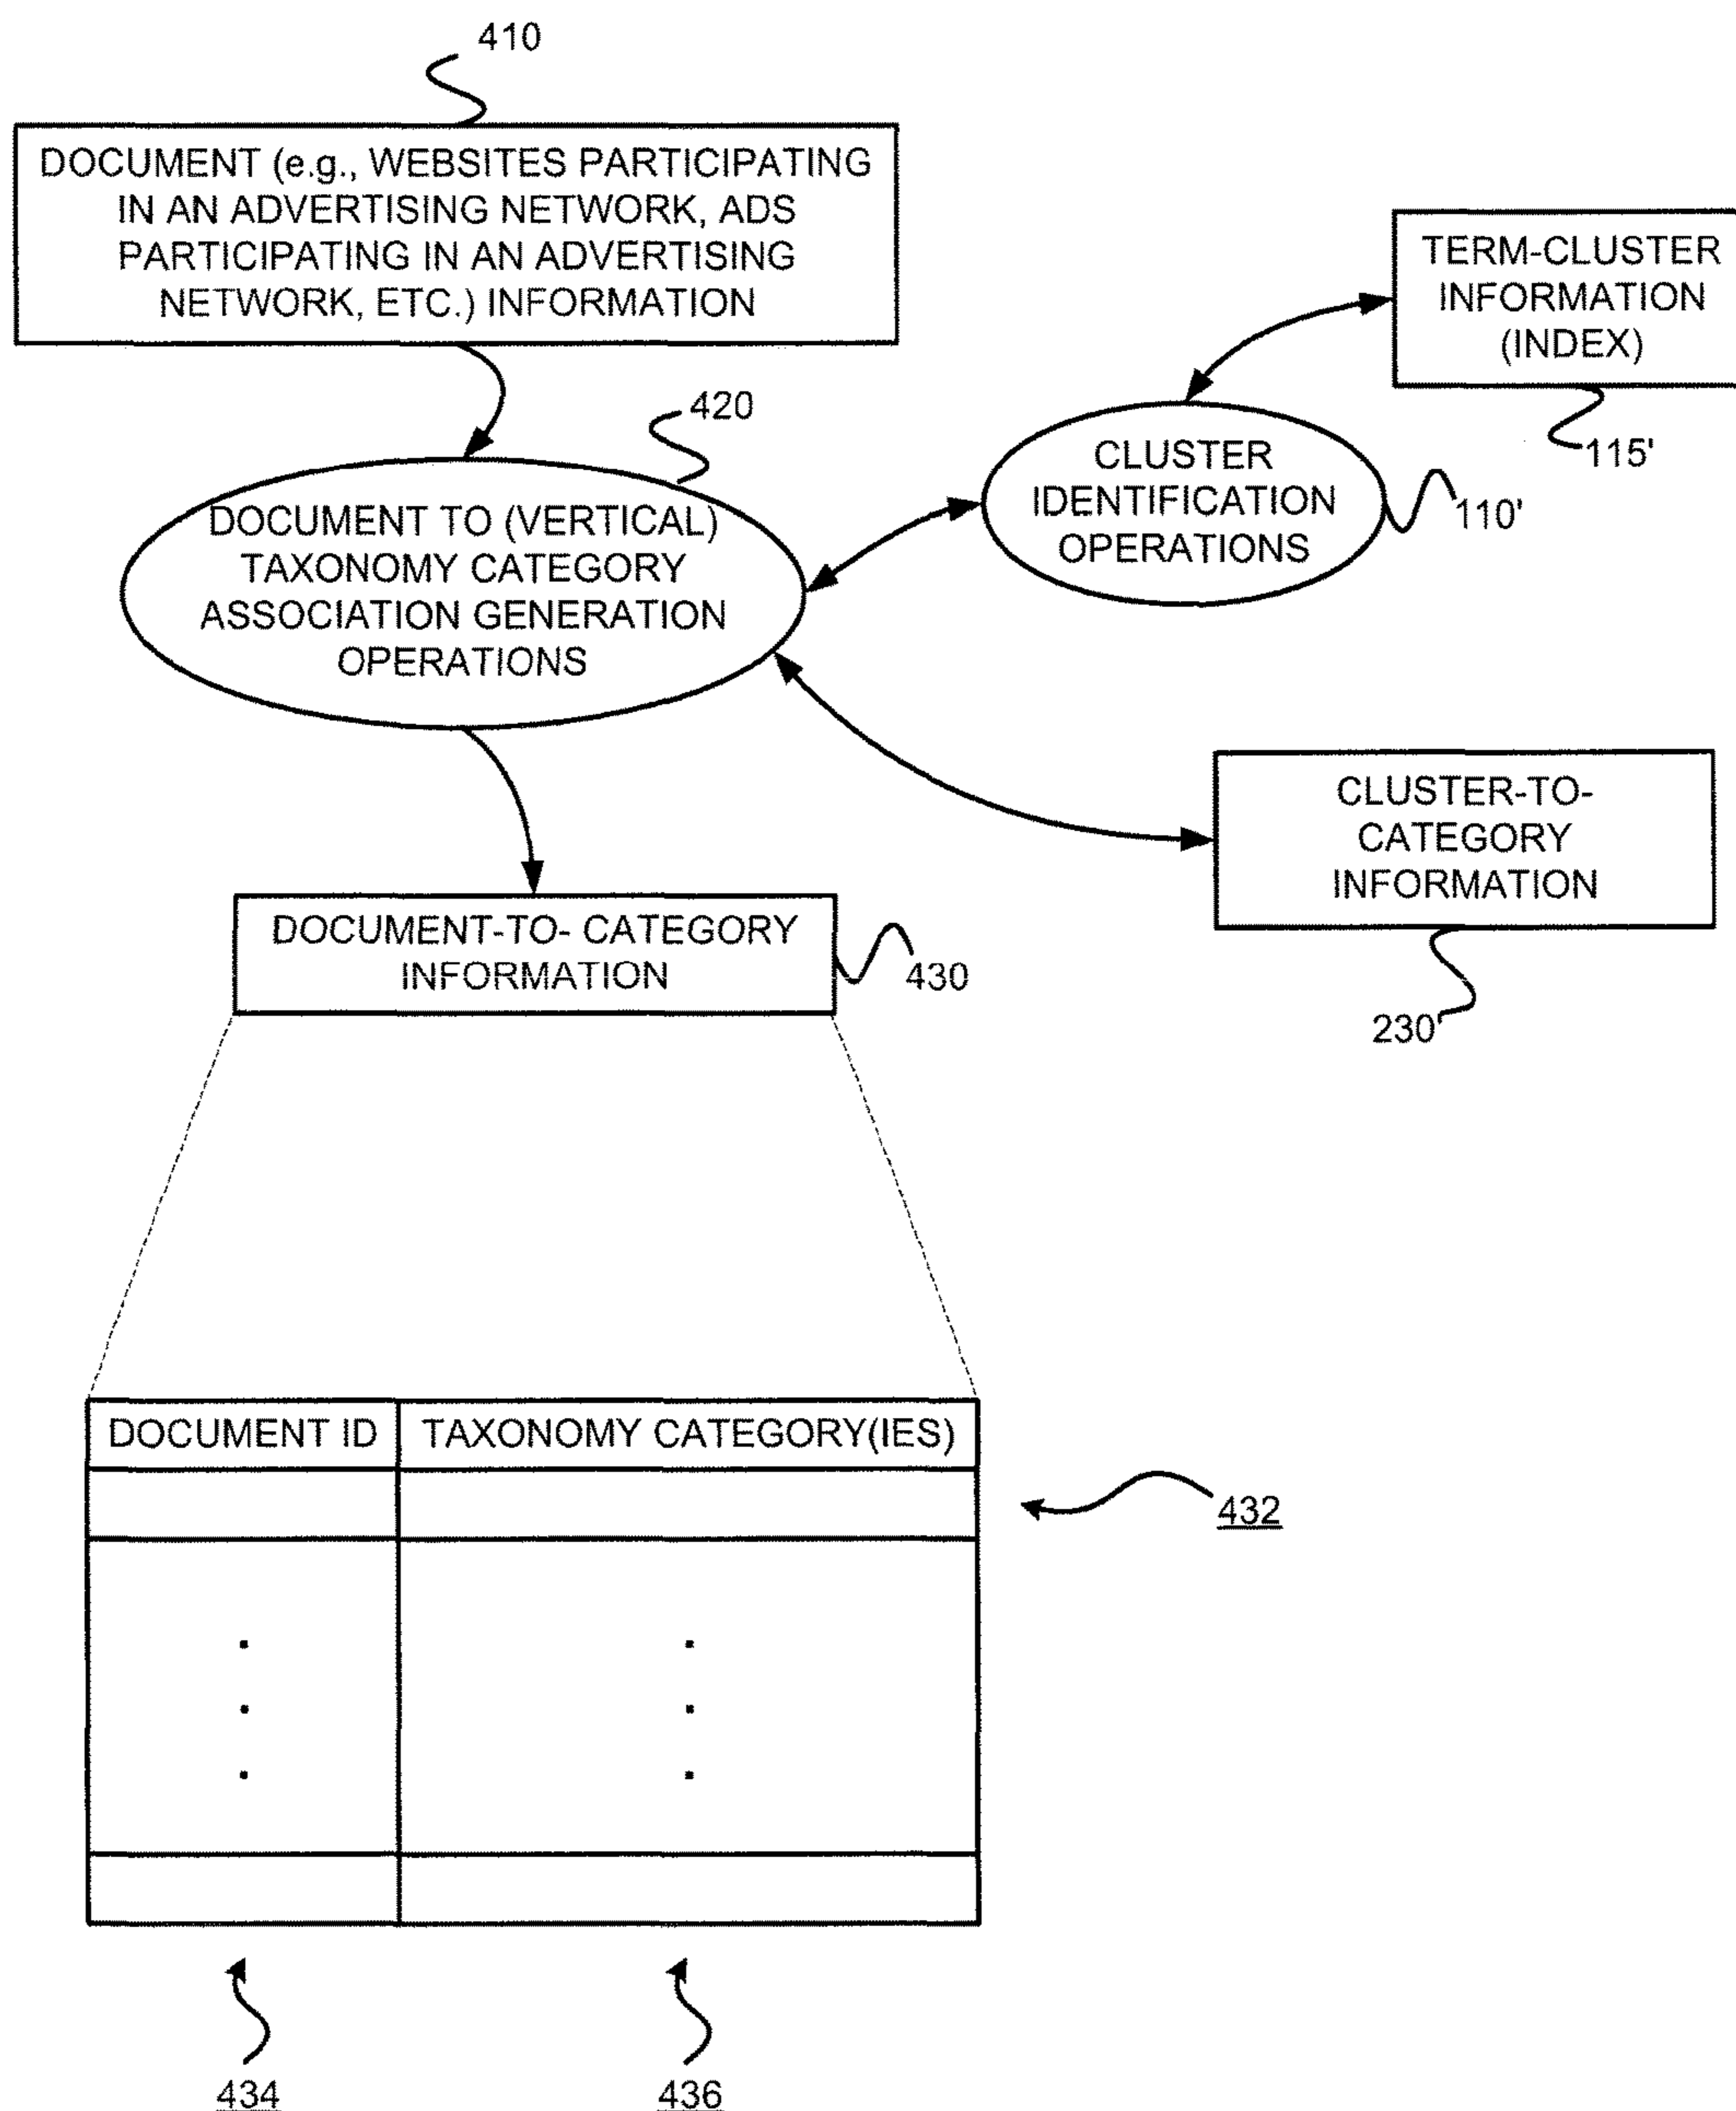 410
DOCUMENT (e.g., WEBSITES PARTICIPATING
IN AN ADVERTISING NETWORK, ADS
PARTICIPATING IN AN ADVERTISING
NETWORK, ETC.) INFORMATION
TERM-CLUSTER
INFORMATION
(INDEX)
115'
420
CLUSTER
IDENTIFICATION
OPERATIONS
110'
DOCUMENT TO (VERTICAL)
TAXONOMY CATEGORY
ASSOCIATION GENERATION
OPERATIONS
CLUSTER-TO-
CATEGORY
INFORMATION
230'
DOCUMENT-TO- CATEGORY
INFORMATION
430
DOCUMENT ID
TAXONOMY CATEGORY(IES)
432
434
436